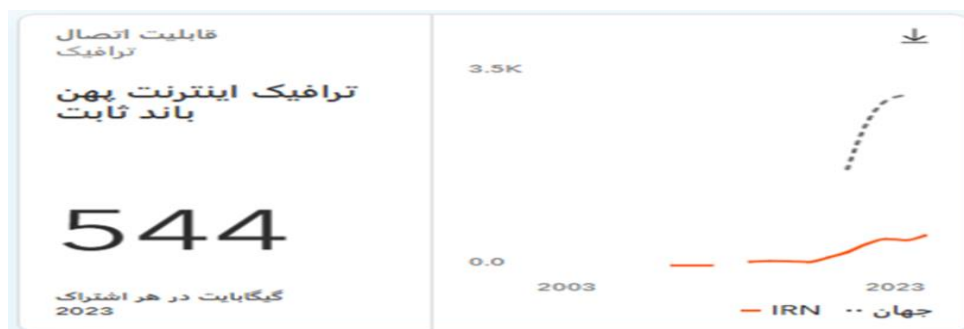 قابلیت اتصال
ترافیک
ترافیک اینترنت پهن
باند ثابت
544
گیگابایت در هر اشتراک
2023
3.5K
0.0
2003
2023
IRN
جهان